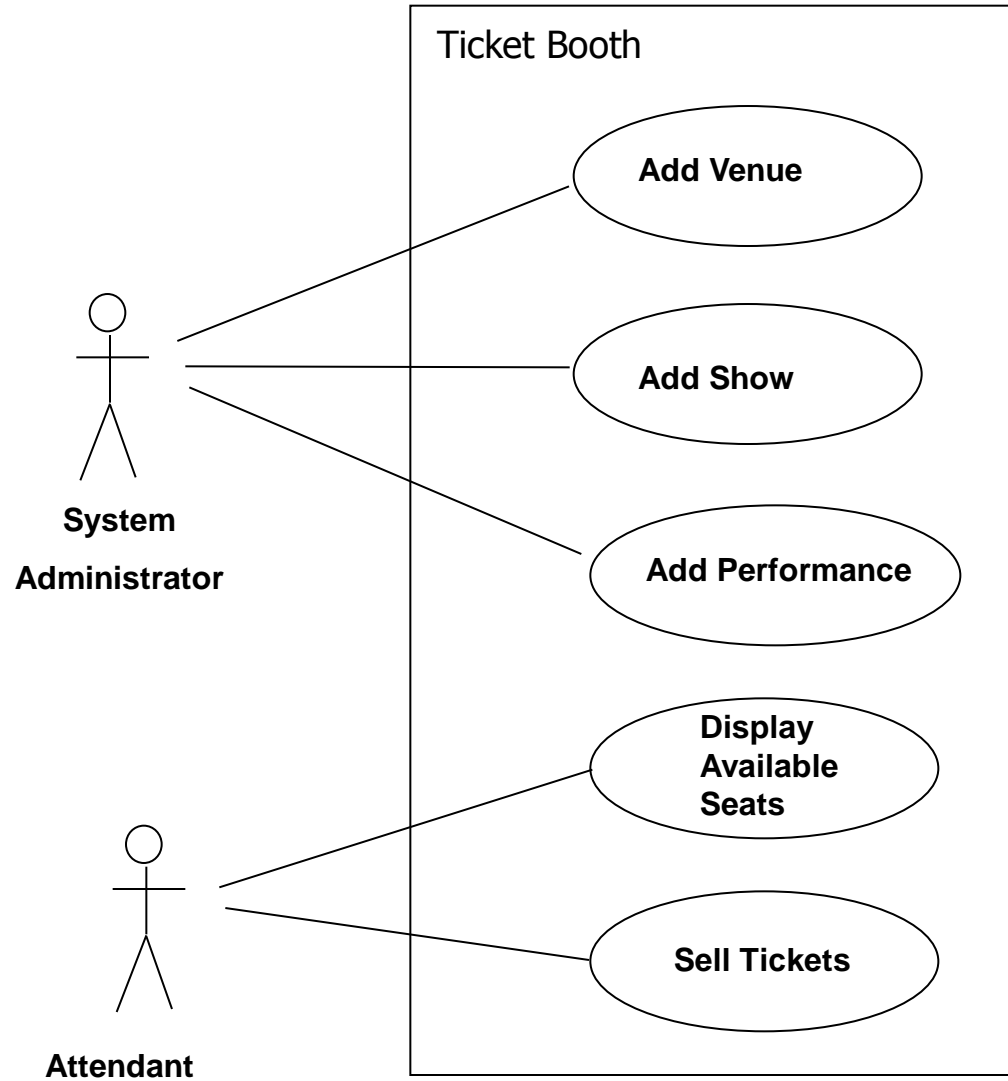 Ticket Booth
Add Venue
Add Show
System
Administrator
Add Performance
Display
Available
Seats
Sell Tickets
Attendant